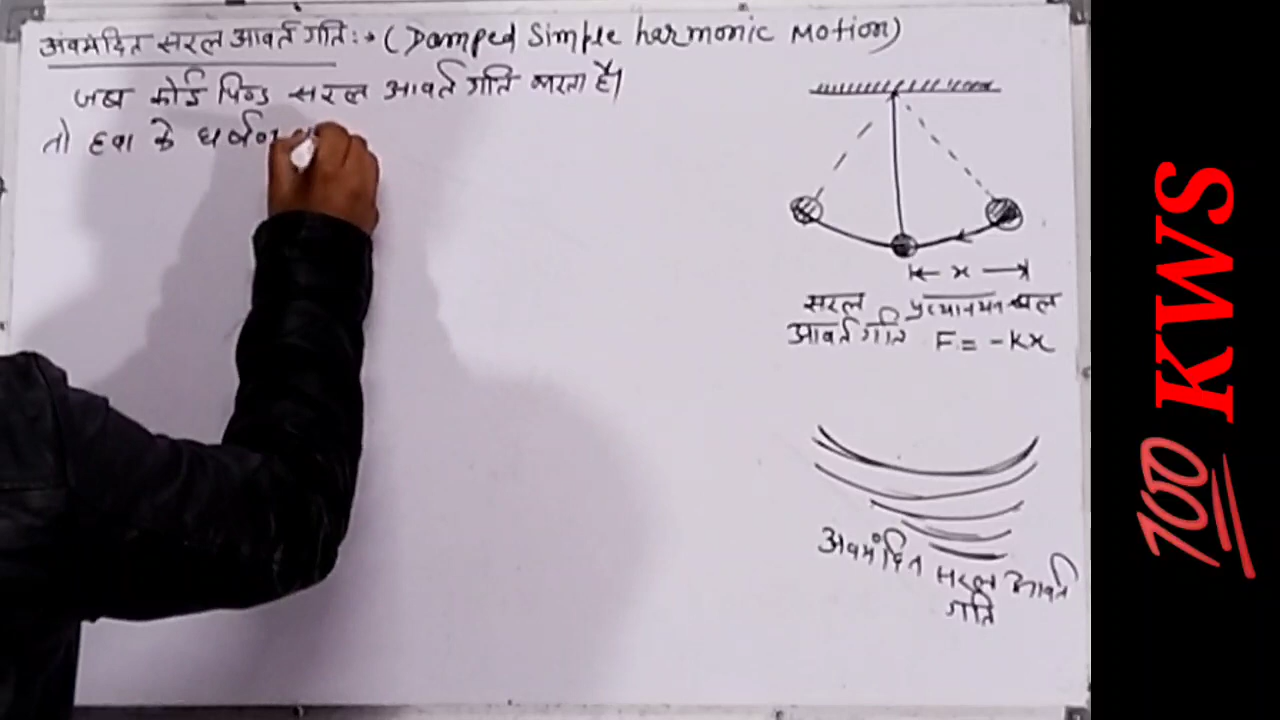 अवमंदित सरल आवर्त गति:→ (Damped Simple harmonic Motion)
जब कोई पिन्ड सरल आवर्त गति करता है।
तो हवा के घर्षण
x
सरल
आवर्त गति
प्रत्यानयन बल
F = -Kx
अवमंदित सरल आवर्त
गति
100 KWS